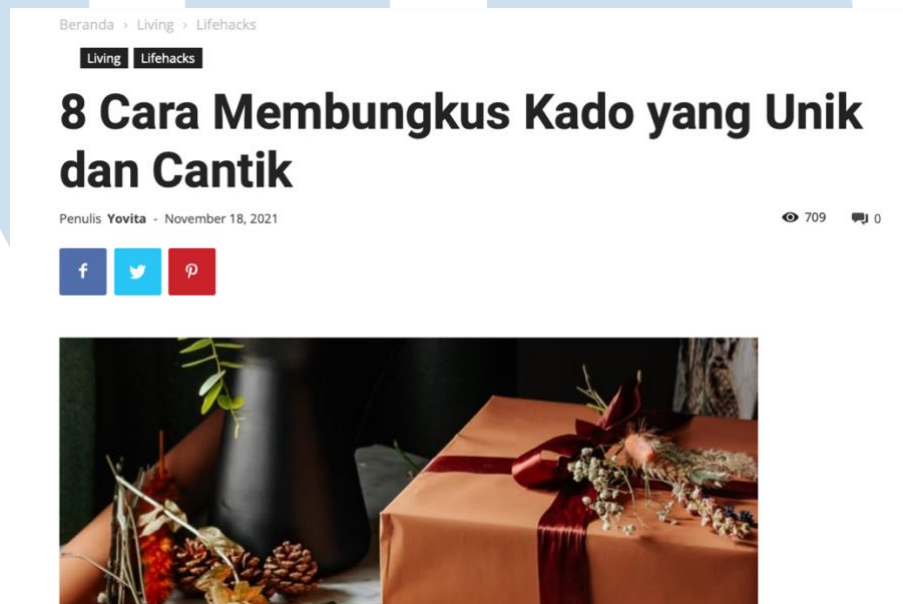 Beranda › Living › Lifehacks
Living Lifehacks
8 Cara Membungkus Kado yang Unik
dan Cantik
Penulis Yovita - November 18, 2021 709 0